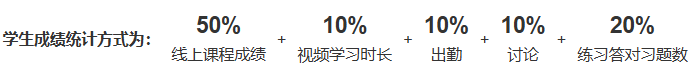 50% 10% 10% 10% 20%
学生成绩统计方式为： + + + +
线上课程成绩 视频学习时长 出勤 讨论 练习答对习题数